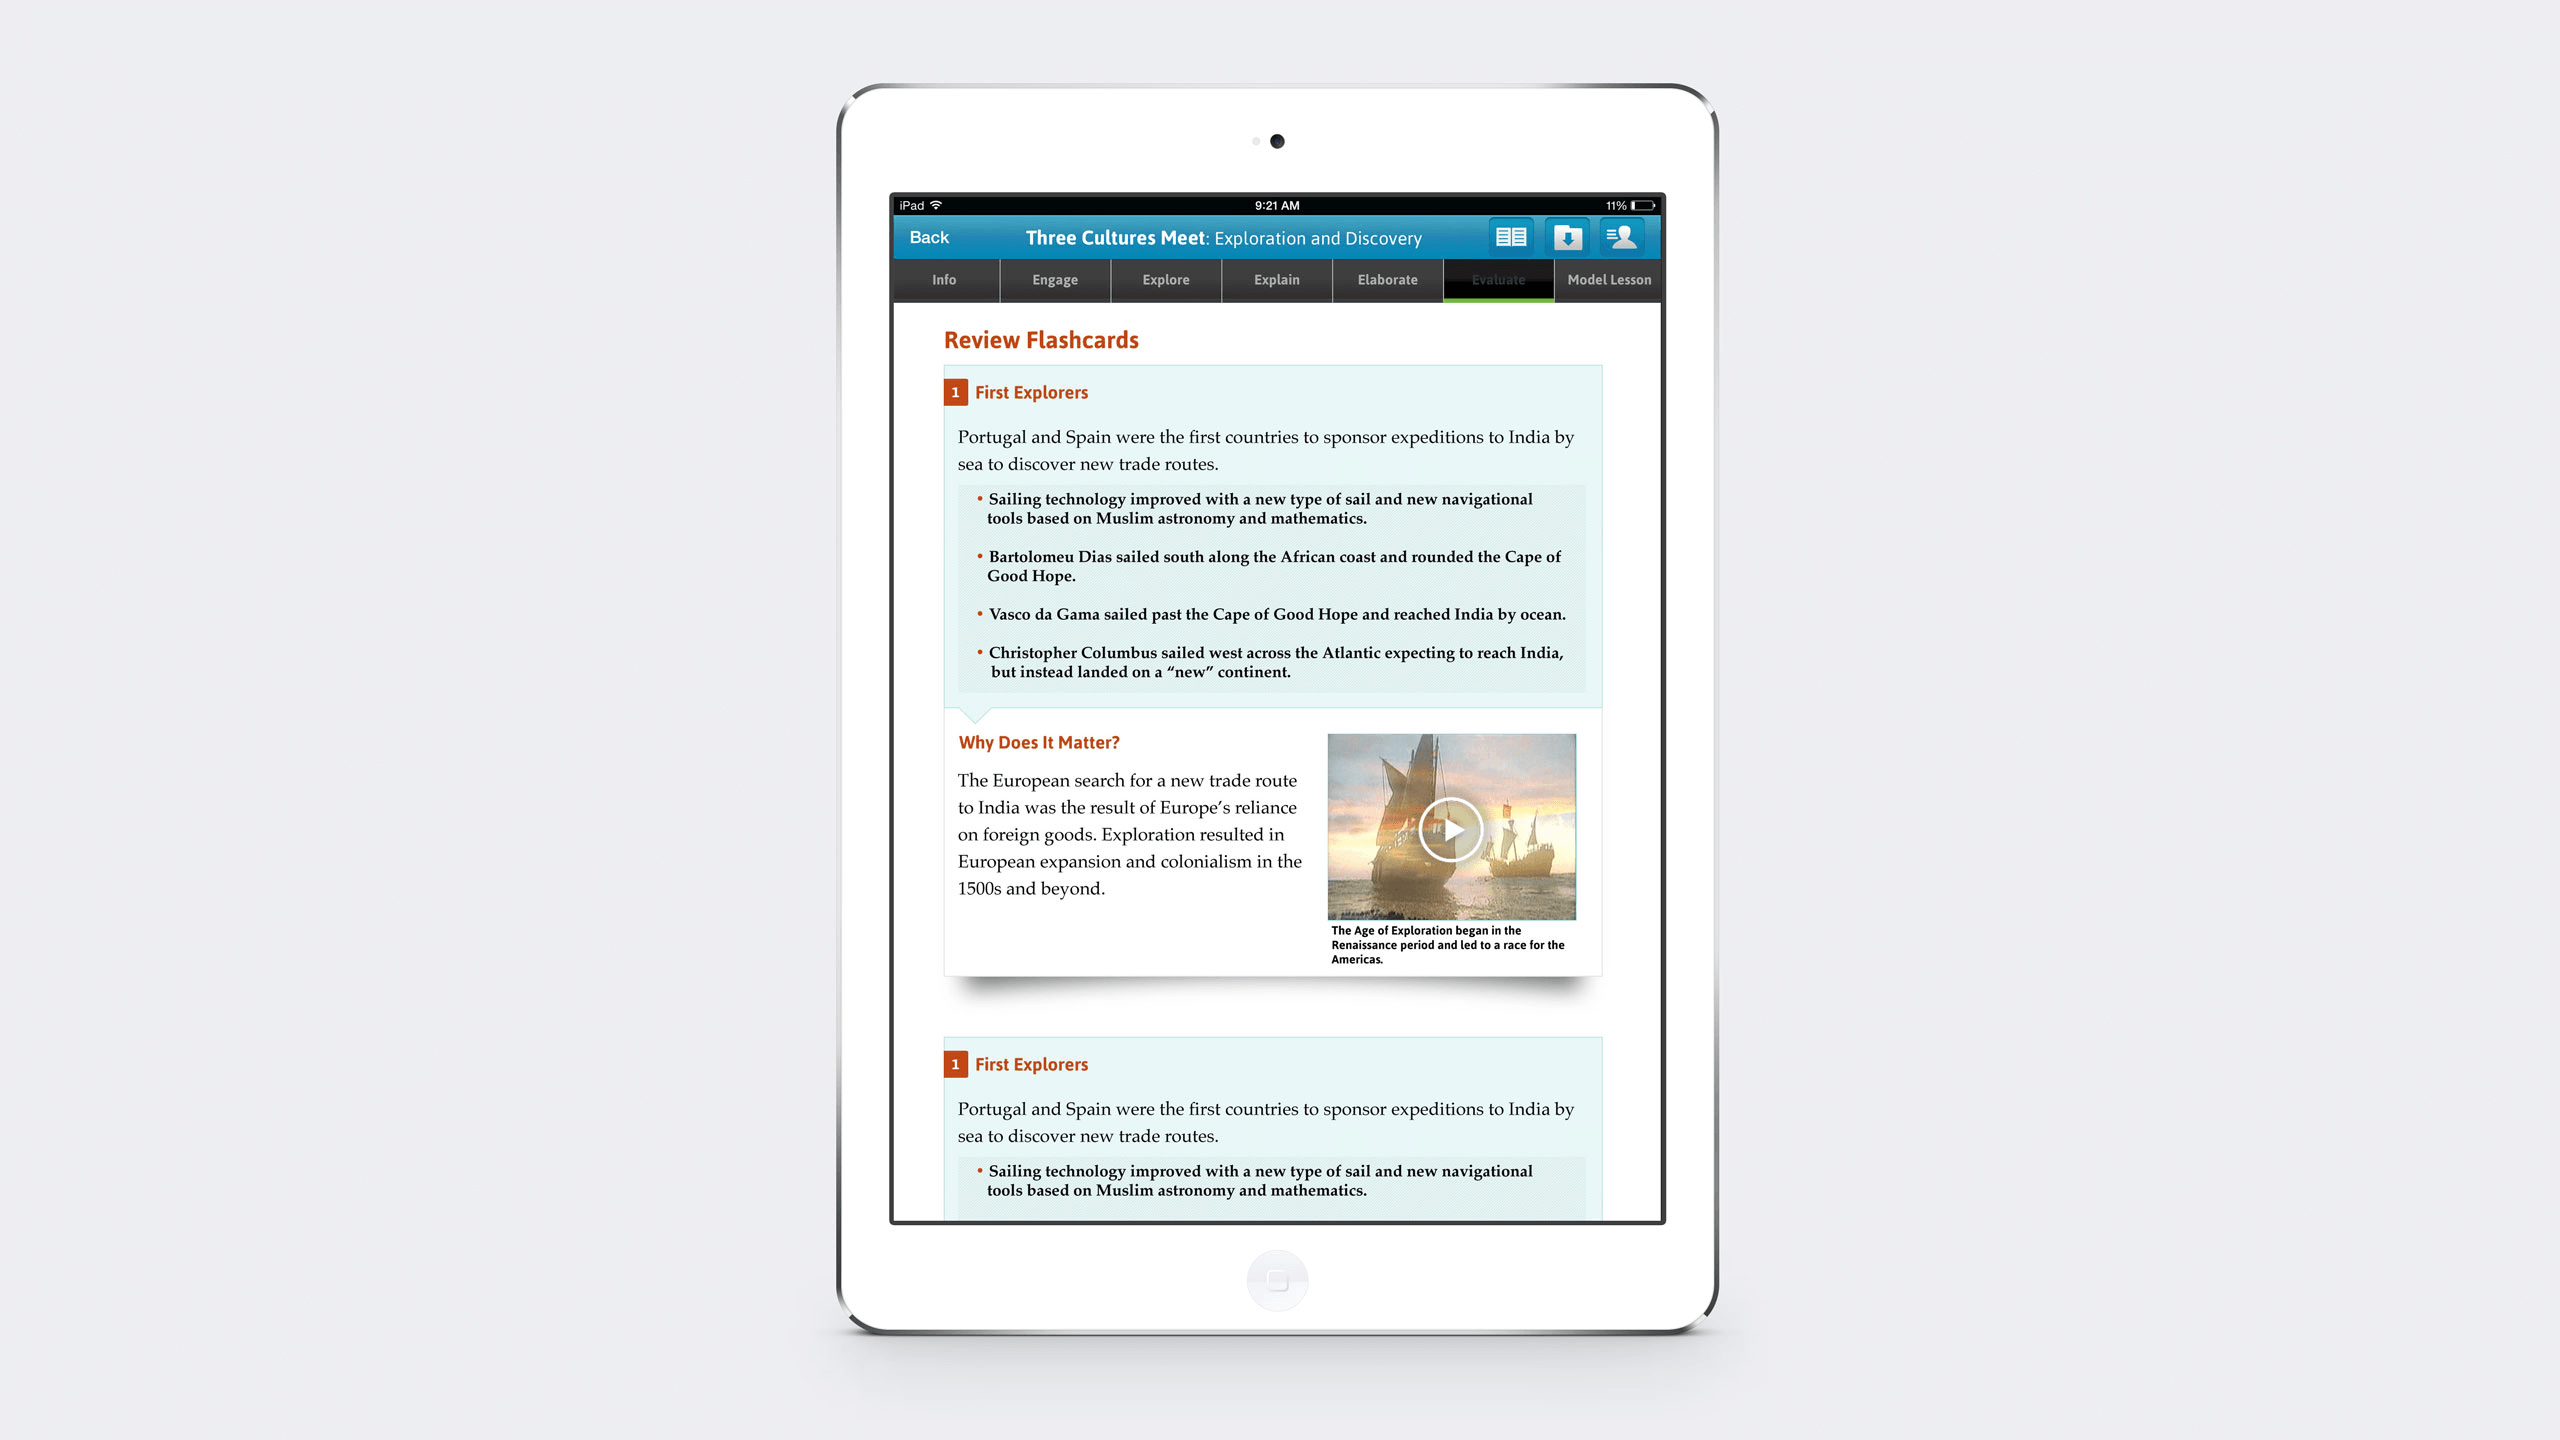 iPad 9:21 AM 11%
Back Three Cultures Meet: Exploration and Discovery
Info Engage Explore Explain Elaborate Evaluate Model Lesson
Review Flashcards
1 First Explorers
Portugal and Spain were the first countries to sponsor expeditions to India by
sea to discover new trade routes.
• Sailing technology improved with a new type of sail and new navigational
tools based on Muslim astronomy and mathematics.
• Bartolomeu Dias sailed south along the African coast and rounded the Cape of
Good Hope.
• Vasco da Gama sailed past the Cape of Good Hope and reached India by ocean.
• Christopher Columbus sailed west across the Atlantic expecting to reach India,
but instead landed on a “new” continent.
Why Does It Matter?
The European search for a new trade route
to India was the result of Europe’s reliance
on foreign goods. Exploration resulted in
European expansion and colonialism in the
1500s and beyond.
The Age of Exploration began in the
Renaissance period and led to a race for the
Americas.
1 First Explorers
Portugal and Spain were the first countries to sponsor expeditions to India by
sea to discover new trade routes.
• Sailing technology improved with a new type of sail and new navigational
tools based on Muslim astronomy and mathematics.